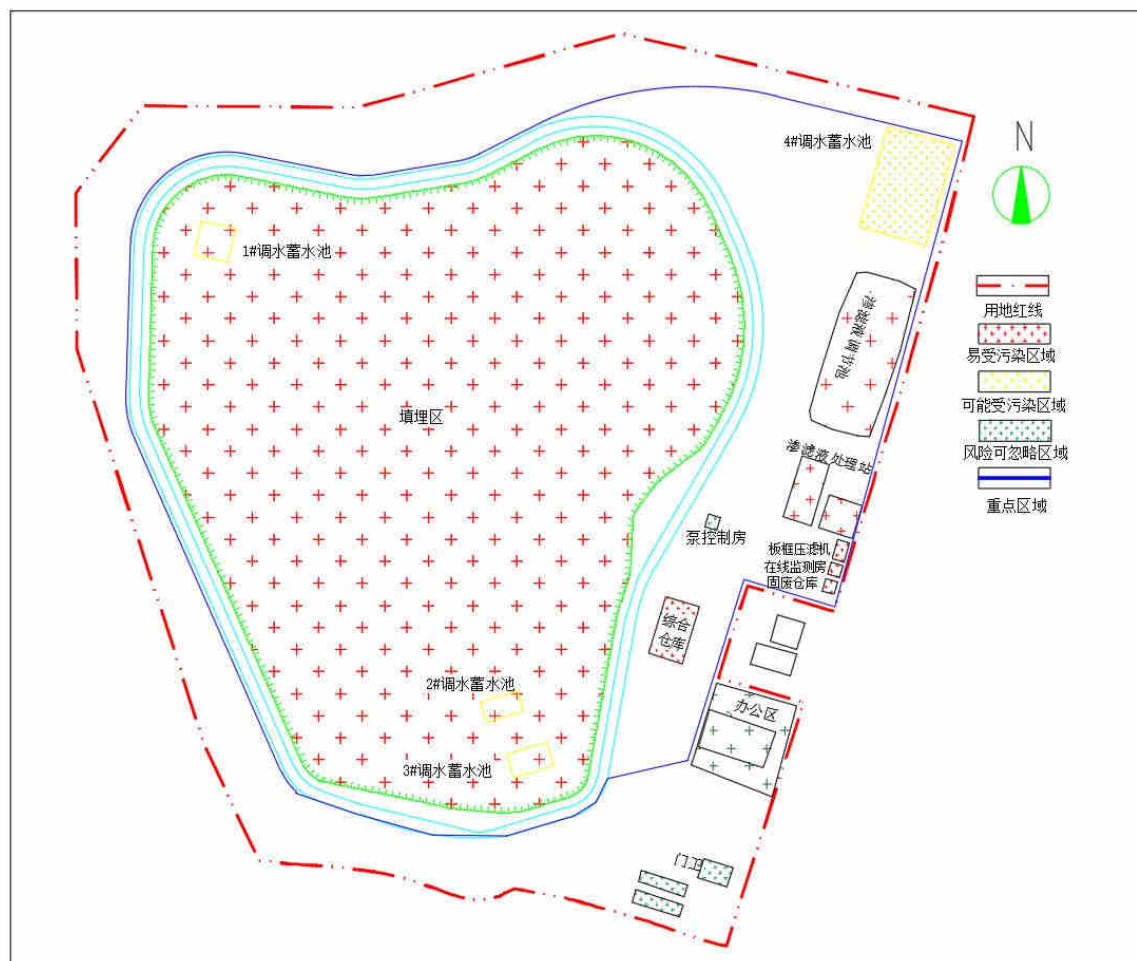 N
4#调水蓄水池
1#调水蓄水池
渗滤液调节池
用地红线
易受污染区域
可能受污染区域
风险可忽略区域
重点区域
填埋区
渗滤液处理站
泵控制房
板框压滤机
在线监测房
固废仓库
综合
仓库
2#调水蓄水池
办公区
3#调水蓄水池
门卫